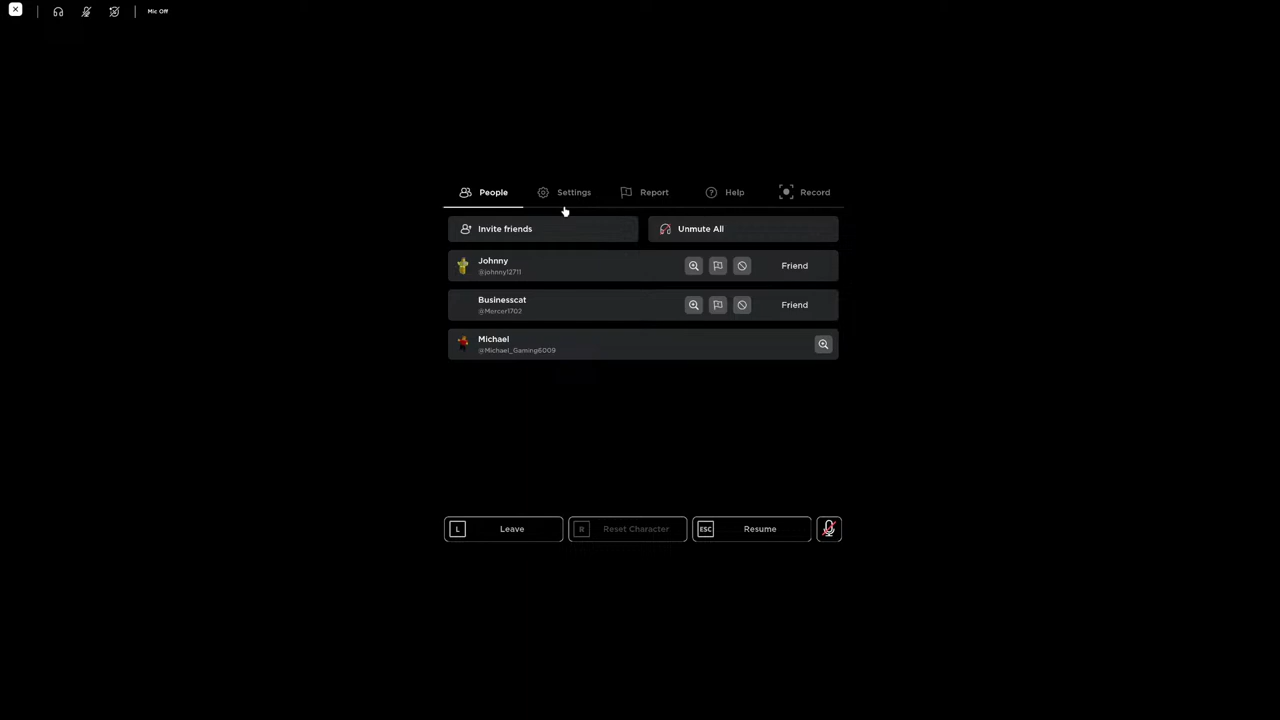 Mic Off
People Settings Report Help Record
Invite friends Unmute All
Johnny
@johnny12711
Friend
Businesscat
@Mercer1702
Friend
Michael
@Michael_Gaming6009
L Leave R Reset Character ESC Resume